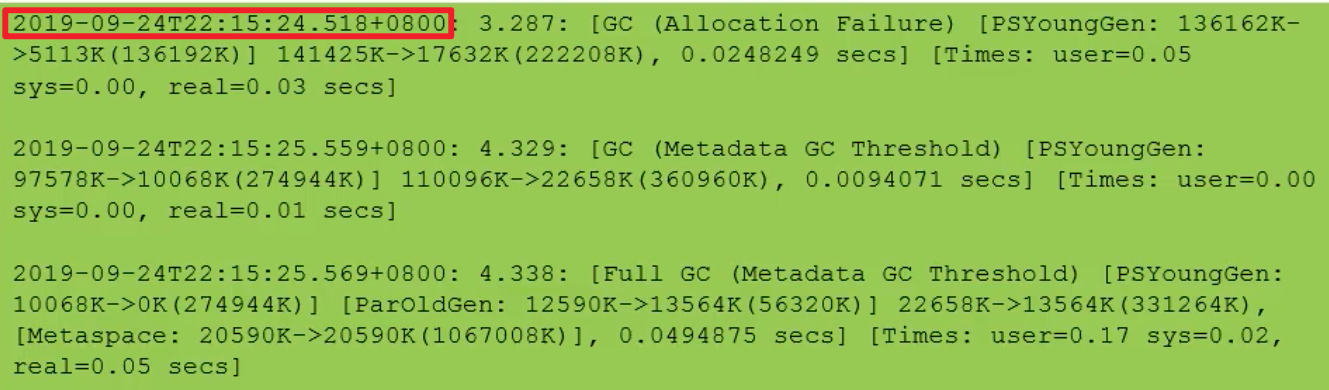 2019-09-24T22:15:24.518+0800: 3.287: [GC (Allocation Failure) [PSYoungGen: 136162K-
>5113K(136192K)] 141425K->17632K(222208K), 0.0248249 secs] [Times: user=0.05
sys=0.00, real=0.03 secs]
2019-09-24T22:15:25.559+0800: 4.329: [GC (Metadata GC Threshold) [PSYoungGen:
97578K->10068K(274944K)] 110096K->22658K(360960K), 0.0094071 secs] [Times: user=0.00
sys=0.00, real=0.01 secs]
2019-09-24T22:15:25.569+0800: 4.338: [Full GC (Metadata GC Threshold) [PSYoungGen:
10068K->0K(274944K)] [ParOldGen: 12590K->13564K(56320K)] 22658K->13564K(331264K),
[Metaspace: 20590K->20590K(1067008K)], 0.0494875 secs] [Times: user=0.17 sys=0.02,
real=0.05 secs]